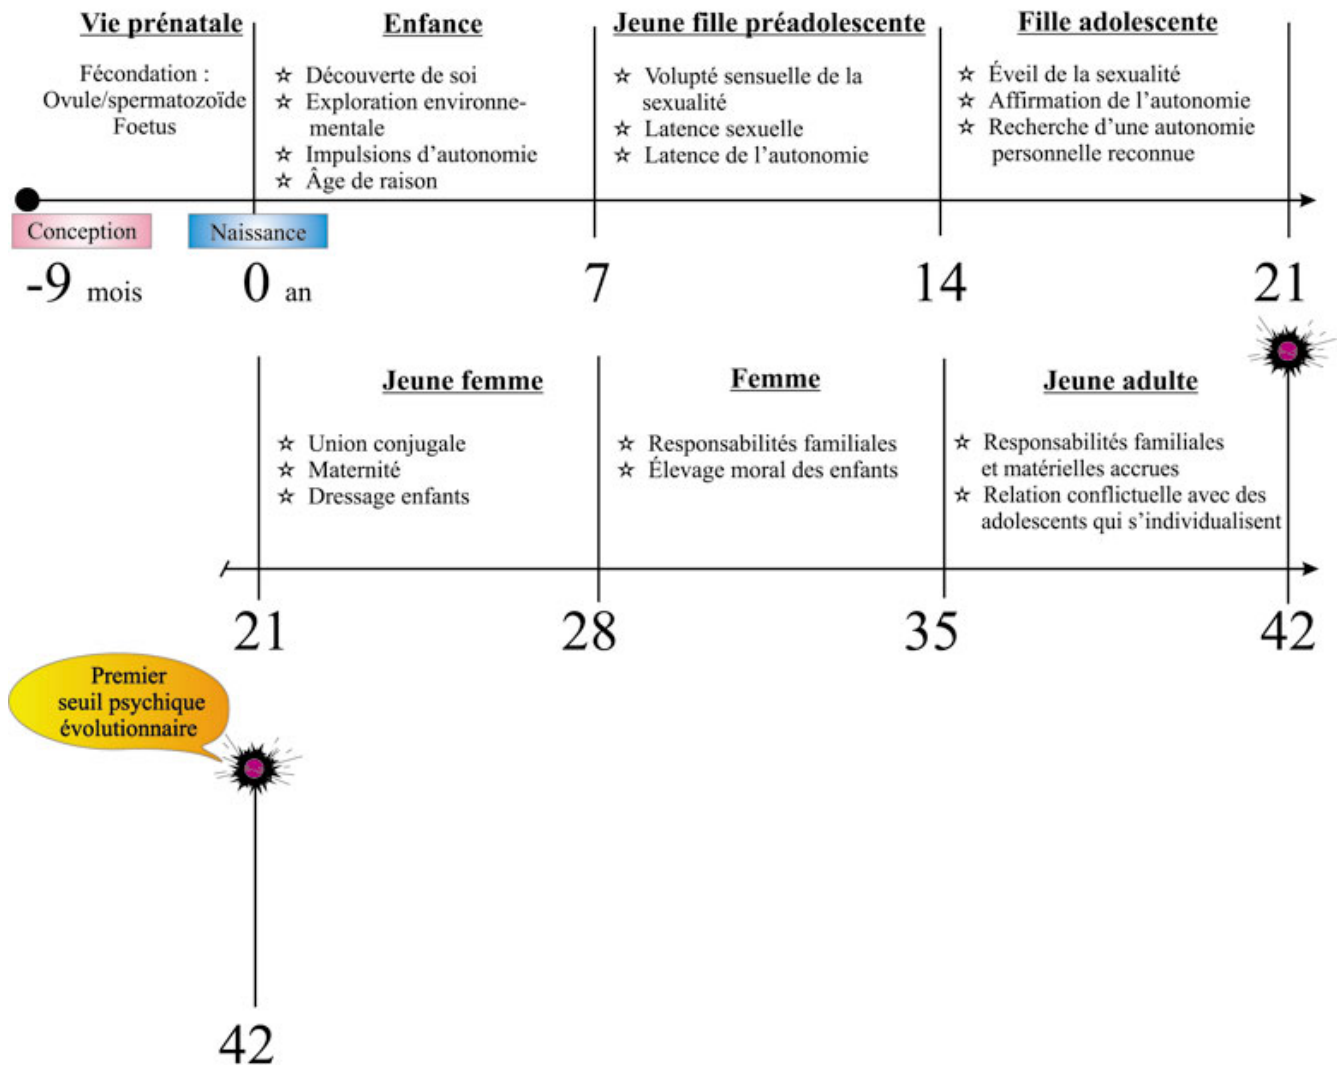 Vie prénatale
Fécondation :
Ovule/spermatozoïde
Foetus
Enfance
☆ Découverte de soi
☆ Exploration environne-
mentale
☆ Impulsions d'autonomie
☆ Âge de raison
Jeune fille préadolescente
☆ Volupté sensuelle de la
sexualité
☆ Latence sexuelle
☆ Latence de l'autonomie
Fille adolescente
☆ Éveil de la sexualité
☆ Affirmation de l'autonomie
☆ Recherche d'une autonomie
personnelle reconnue
Conception
Naissance
-9 mois
0 an
7
14
21
Jeune femme
☆ Union conjugale
☆ Maternité
☆ Dressage enfants
Femme
☆ Responsabilités familiales
☆ Élevage moral des enfants
Jeune adulte
☆ Responsabilités familiales
et matérielles accrues
☆ Relation conflictuelle avec des
adolescents qui s'individualisent
21
28
35
42
Premier
seuil psychique
évolutionnaire
42